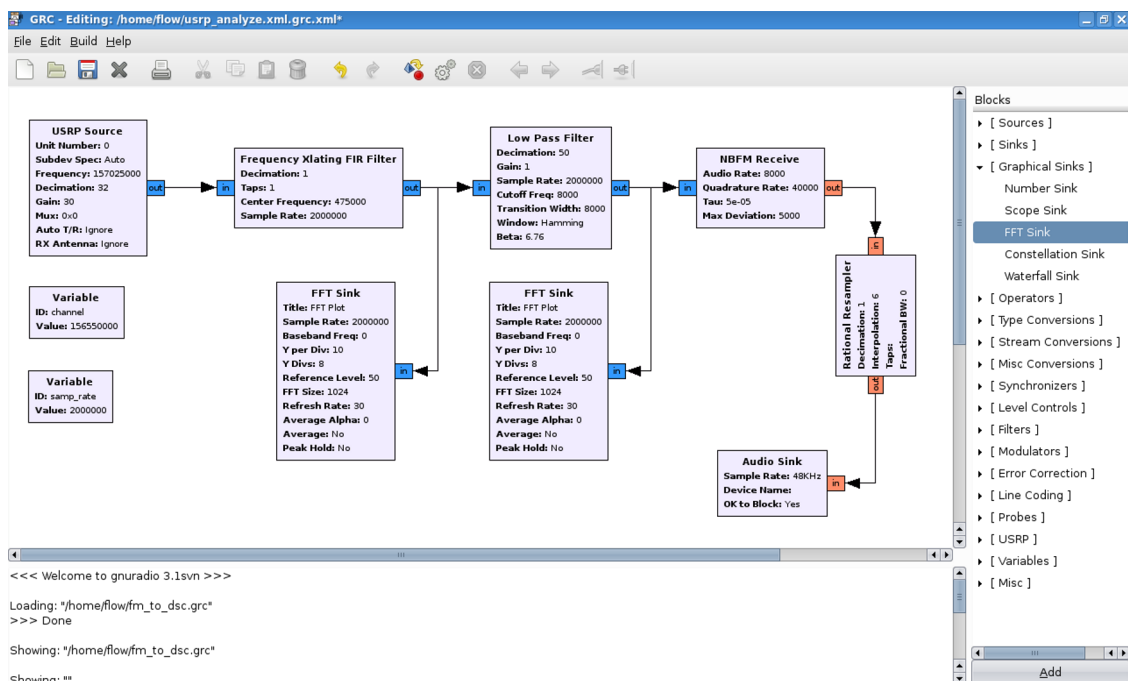 GRC - Editing: /home/flow/usrp_analyze.xml.grc.xml*
File Edit Build Help
USRP Source
Unit Number: 0
Subdev Spec: Auto
Frequency: 157025000
Decimation: 32
Gain: 30
Mux: 0x0
Auto T/R: Ignore
RX Antenna: Ignore
out
in
Frequency Xlating FIR Filter
Decimation: 1
Taps: 1
Center Frequency: 475000
Sample Rate: 2000000
out
in
Low Pass Filter
Decimation: 50
Gain: 1
Sample Rate: 2000000
Cutoff Freq: 8000
Transition Width: 8000
Window: Hamming
Beta: 6.76
out
in
NBFM Receive
Audio Rate: 8000
Quadrature Rate: 40000
Tau: 5e-05
Max Deviation: 5000
out
in
Rational Resampler
Decimation: 1
Interpolation: 6
Taps:
Fractional BW: 0
out
Variable
ID: channel
Value: 156550000
Variable
ID: samp_rate
Value: 2000000
FFT Sink
Title: FFT Plot
Sample Rate: 2000000
Baseband Freq: 0
Y per Div: 10
Y Divs: 8
Reference Level: 50
FFT Size: 1024
Refresh Rate: 30
Average Alpha: 0
Average: No
Peak Hold: No
in
FFT Sink
Title: FFT Plot
Sample Rate: 2000000
Baseband Freq: 0
Y per Div: 10
Y Divs: 8
Reference Level: 50
FFT Size: 1024
Refresh Rate: 30
Average Alpha: 0
Average: No
Peak Hold: No
in
Audio Sink
Sample Rate: 48KHz
Device Name:
OK to Block: Yes
in
Blocks
[ Sources ]
[ Sinks ]
[ Graphical Sinks ]
Number Sink
Scope Sink
FFT Sink
Constellation Sink
Waterfall Sink
[ Operators ]
[ Type Conversions ]
[ Stream Conversions ]
[ Misc Conversions ]
[ Synchronizers ]
[ Level Controls ]
[ Filters ]
[ Modulators ]
[ Error Correction ]
[ Line Coding ]
[ Probes ]
[ USRP ]
[ Variables ]
[ Misc ]
Add
<<< Welcome to gnuradio 3.1svn >>>
Loading: "/home/flow/fm_to_dsc.grc"
>>> Done
Showing: "/home/flow/fm_to_dsc.grc"
Showing: ""